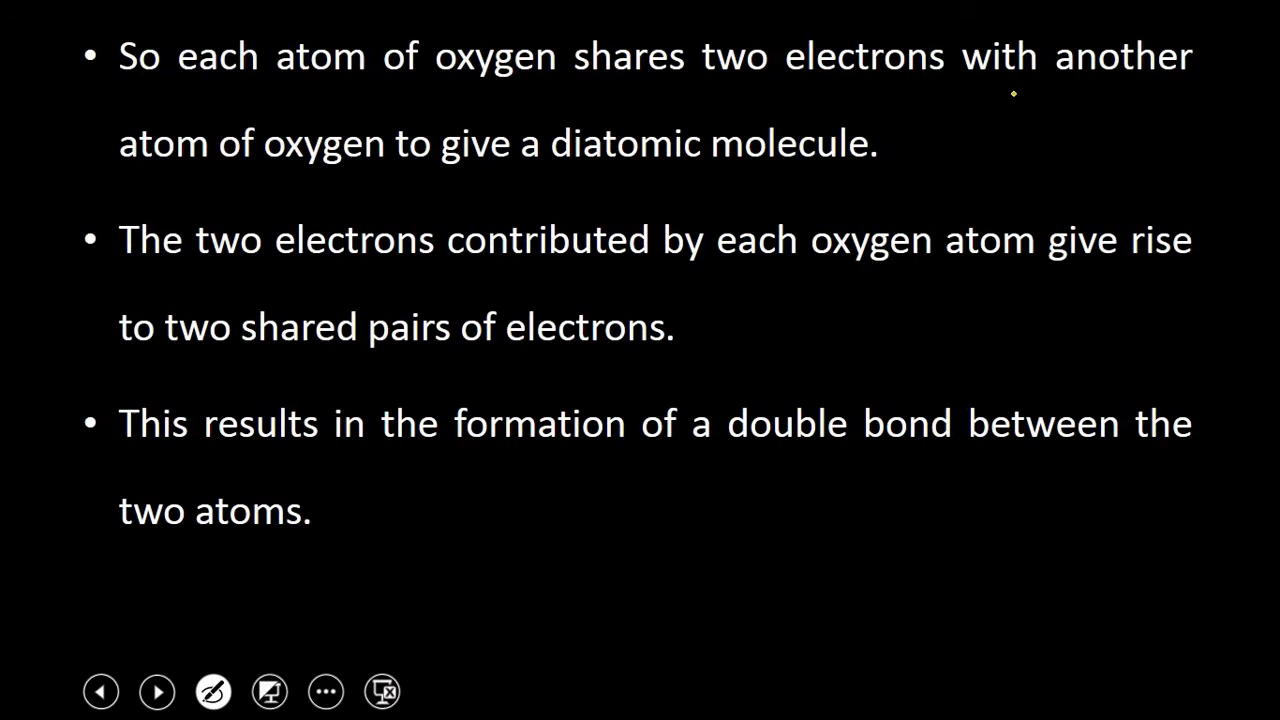 • So each atom of oxygen shares two electrons with another
atom of oxygen to give a diatomic molecule.
• The two electrons contributed by each oxygen atom give rise
to two shared pairs of electrons.
• This results in the formation of a double bond between the
two atoms.